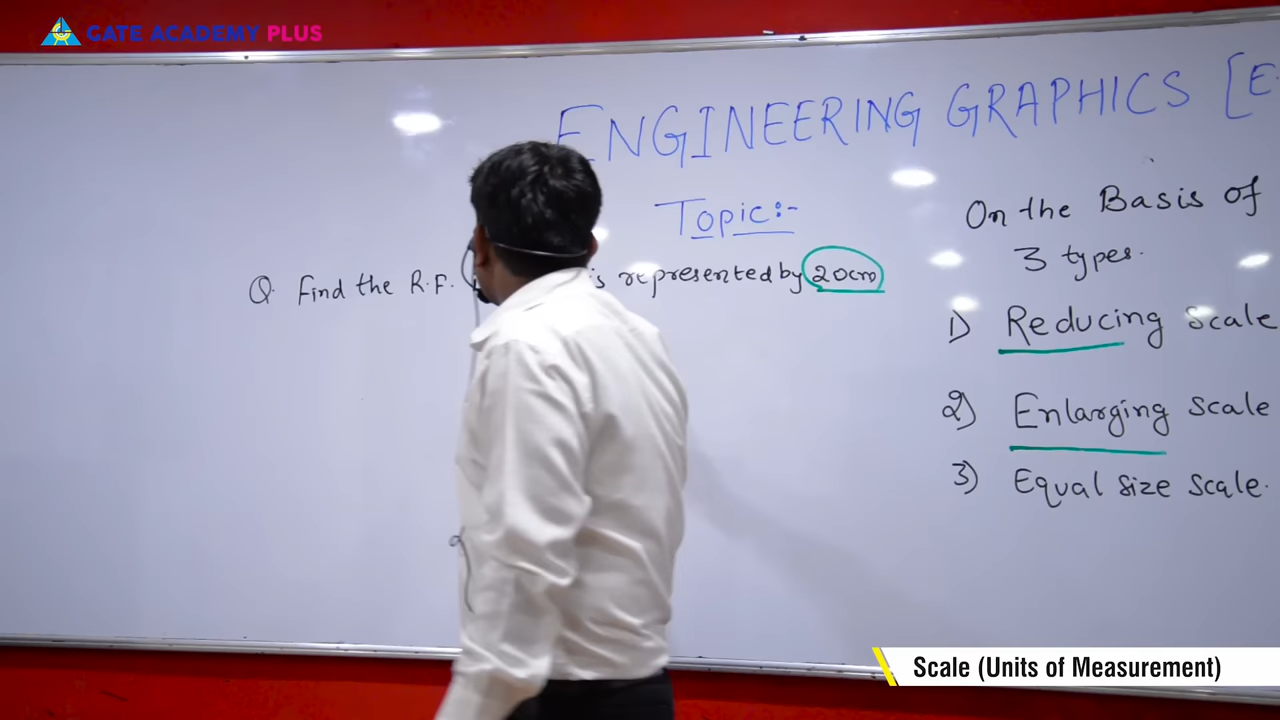 GATE ACADEMY PLUS
ENGINEERING GRAPHICS [E
Topic:-
Q. Find the R.F. is represented by 20cm
On the Basis of
3 types.
1) Reducing Scale
2) Enlarging Scale
3) Equal size Scale.
Scale (Units of Measurement)